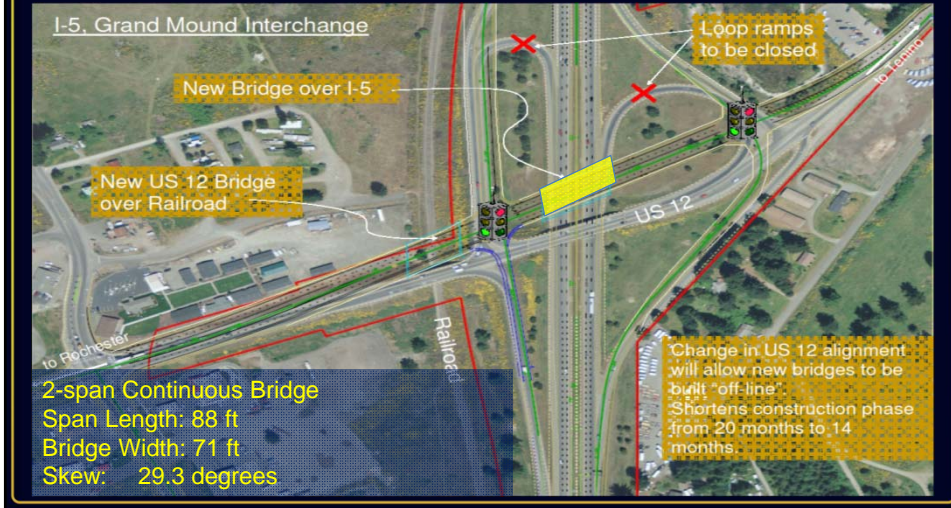 I-5, Grand Mound Interchange
Loop ramps
to be closed
to Tenino
New Bridge over I-5
New US 12 Bridge
over Railroad
US 12
to Rochester
Railroad
Change in US 12 alignment
will allow new bridges to be
built "off-line".
Shortens construction phase
from 20 months to 14
months.
2-span Continuous Bridge
Span Length: 88 ft
Bridge Width: 71 ft
Skew: 29.3 degrees